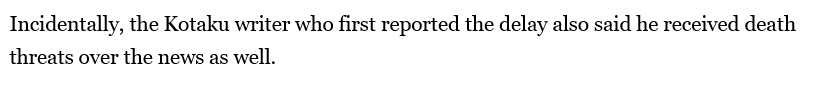 Incidentally, the Kotaku writer who first reported the delay also said he received death
threats over the news as well.